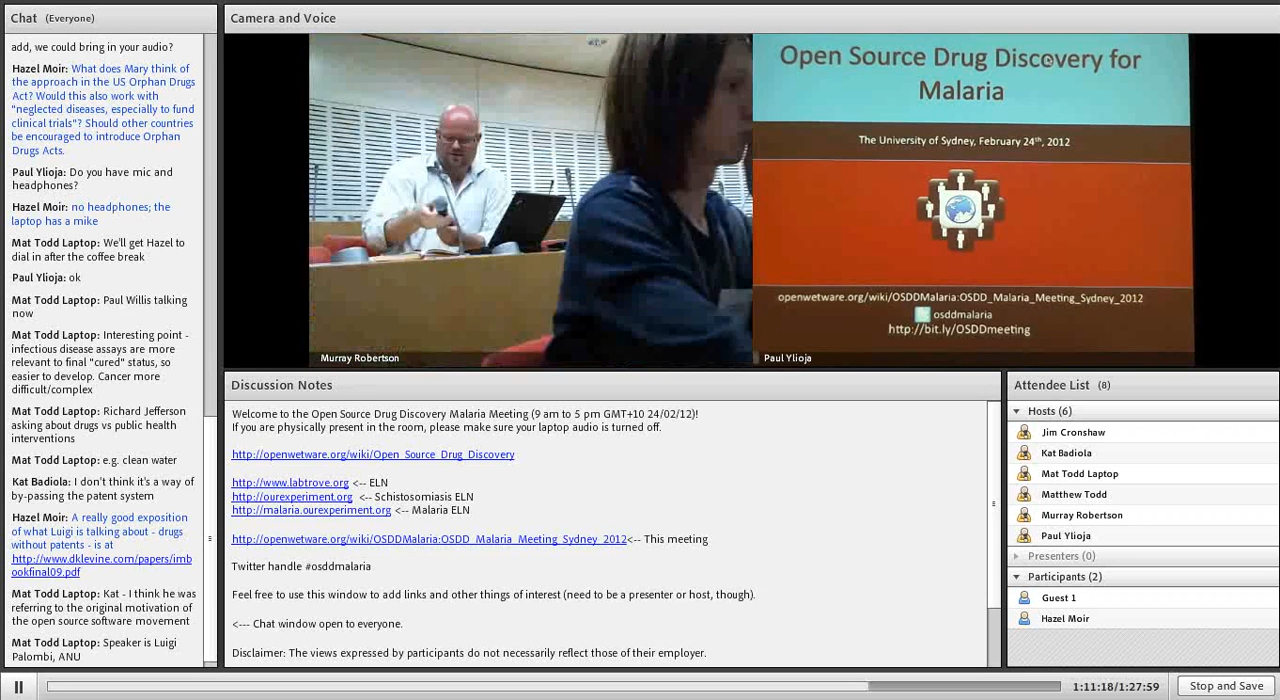 Chat (Everyone)
add, we could bring in your audio?
Hazel Moir: What does Mary think of
the approach in the US Orphan Drugs
Act? Would this also work with
"neglected diseases, especially to fund
clinical trials"? Should other countries
be encouraged to introduce Orphan
Drugs Acts.
Paul Ylioja: Do you have mic and
headphones?
Hazel Moir: no headphones; the
laptop has a mike
Mat Todd Laptop: We'll get Hazel to
dial in after the coffee break
Paul Ylioja: ok
Mat Todd Laptop: Paul Willis talking
now
Mat Todd Laptop: Interesting point -
infectious disease assays are more
relevant to final "cured" status, so
easier to develop. Cancer more
difficult/complex
Mat Todd Laptop: Richard Jefferson
asking about drugs vs public health
interventions
Mat Todd Laptop: e.g. clean water
Kat Badiola: I don't think it's a way of
by-passing the patent system
Hazel Moir: A really good exposition
of what Luigi is talking about - drugs
without patents - is at
http://www.dklevine.com/papers/imb
ookfinal09.pdf
Mat Todd Laptop: Kat - I think he was
referring to the original motivation of
the open source software movement
Mat Todd Laptop: Speaker is Luigi
Palombi, ANU
Camera and Voice
Murray Robertson
Open Source Drug Discovery for
Malaria
The University of Sydney, February 24th, 2012
openwetware.org/wiki/OSDDMalaria:OSDD_Malaria_Meeting_Sydney_2012
osddmalaria
http://bit.ly/OSDDmeeting
Paul Ylioja
Discussion Notes
Welcome to the Open Source Drug Discovery Malaria Meeting (9 am to 5 pm GMT+10 24/02/12)!
If you are physically present in the room, please make sure your laptop audio is turned off.
http://openwetware.org/wiki/Open_Source_Drug_Discovery
http://www.labtrove.org <-- ELN
http://ourexperiment.org <-- Schistosomiasis ELN
http://malaria.ourexperiment.org <-- Malaria ELN
http://openwetware.org/wiki/OSDDMalaria:OSDD_Malaria_Meeting_Sydney_2012<-- This meeting
Twitter handle #osddmalaria
Feel free to use this window to add links and other things of interest (need to be a presenter or host, though).
<--- Chat window open to everyone.
Disclaimer: The views expressed by participants do not necessarily reflect those of their employer.
Attendee List (8)
Hosts (6)
Jim Cronshaw
Kat Badiola
Mat Todd Laptop
Matthew Todd
Murray Robertson
Paul Ylioja
Presenters (0)
Participants (2)
Guest 1
Hazel Moir
1:11:18/1:27:59
Stop and Save